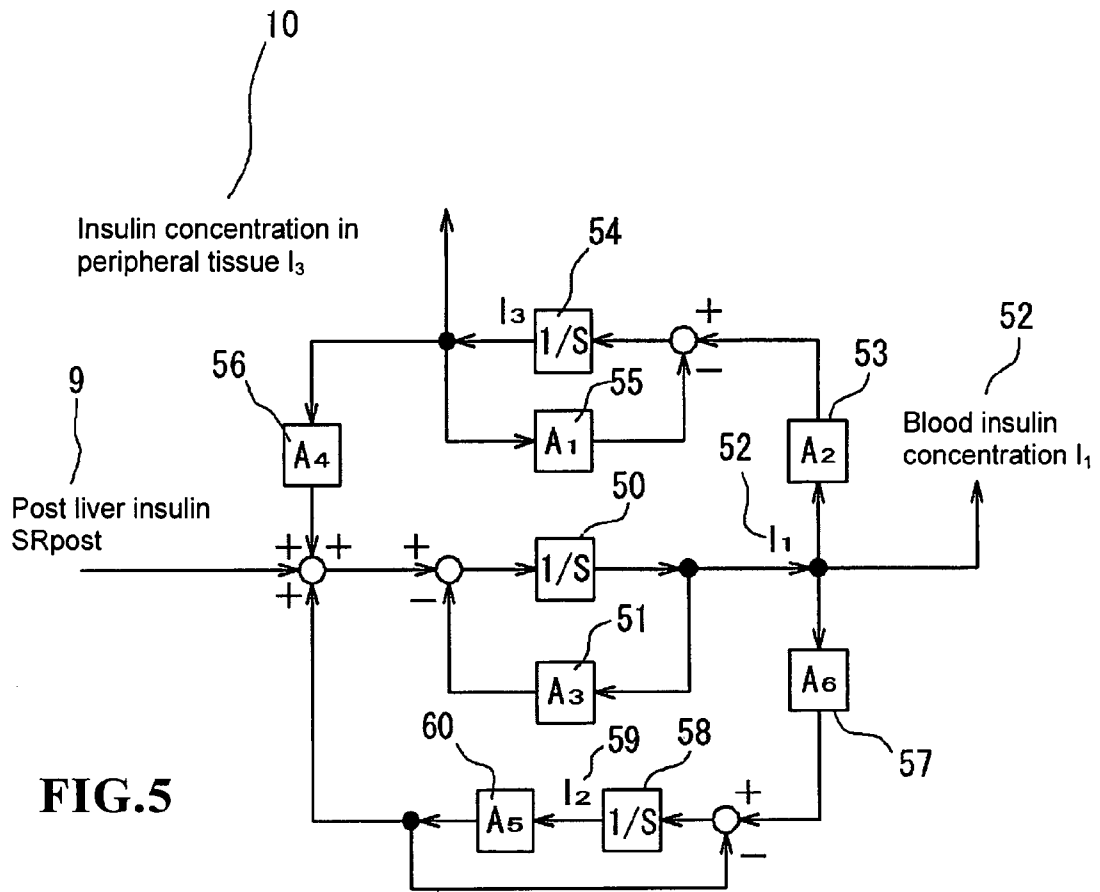 10
Insulin concentration in
peripheral tissue I₃
54
I₃
1/S
+
−
52
56
55
53
9
A₄
A₁
A₂
Blood insulin
concentration I₁
Post liver insulin
SRpost
50
52
+
+
+
−
1/S
I₁
+
51
A₃
A₆
57
60
59
58
I₂
A₅
1/S
+
−
FIG.5